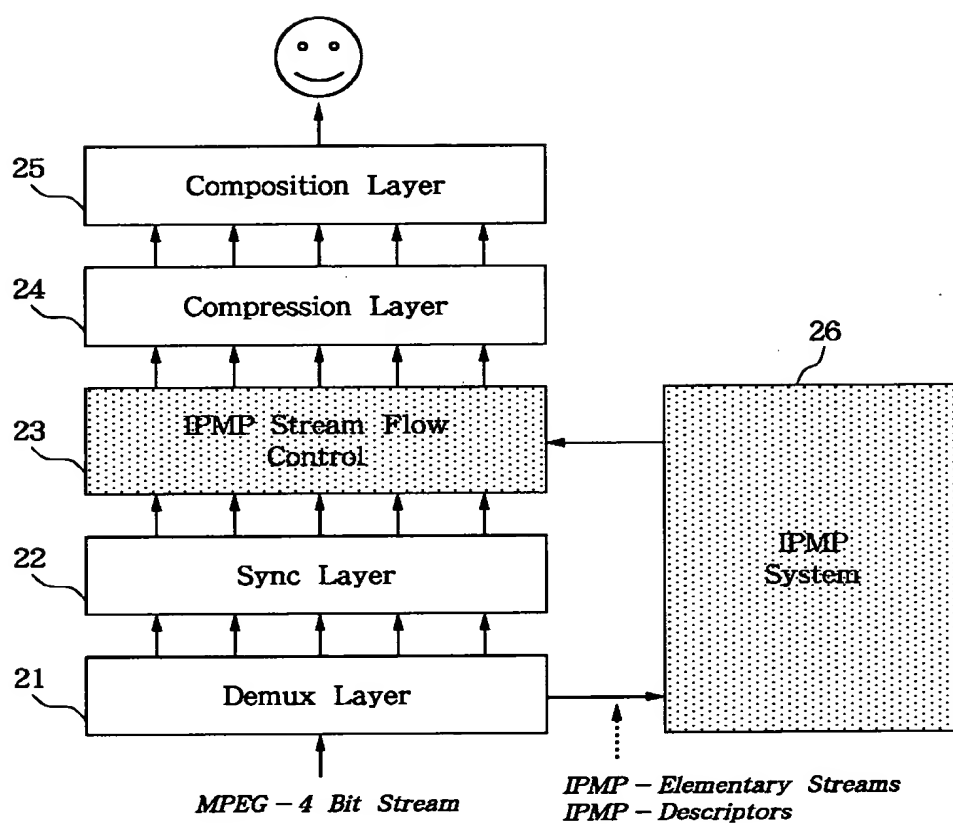 25
Composition Layer
24
Compression Layer
26
23
IPMP Stream Flow
Control
22
Sync Layer
IPMP
System
21
Demux Layer
MPEG-4 Bit Stream
IPMP-Elementary Streams
IPMP-Descriptors